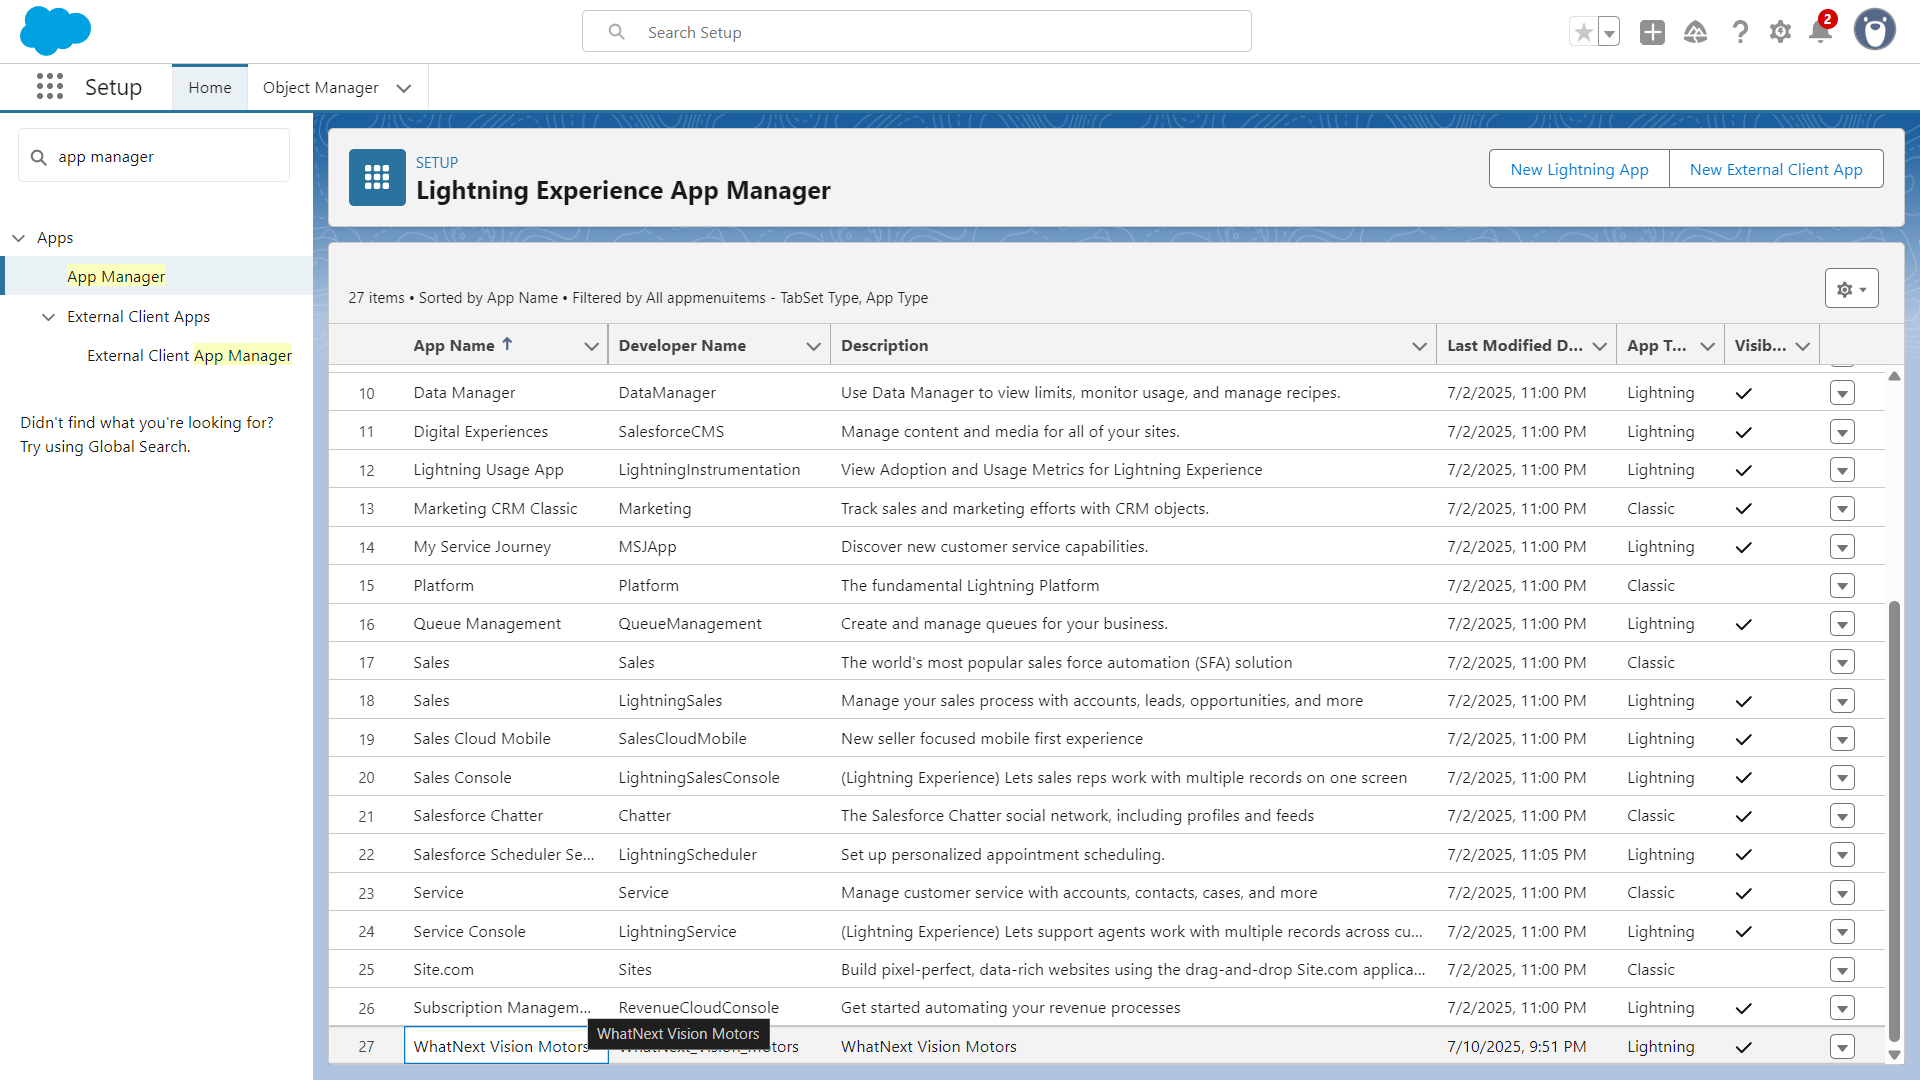 Search Setup
2
Setup
Home
Object Manager
app manager
Apps
App Manager
External Client Apps
External Client App Manager
Didn't find what you're looking for?
Try using Global Search.
SETUP
Lightning Experience App Manager
New Lightning App
New External Client App
27 items • Sorted by App Name • Filtered by All appmenuitems - TabSet Type, App Type
App Name Developer Name Description Last Modified D... App T... Visib...
10 Data Manager DataManager Use Data Manager to view limits, monitor usage, and manage recipes. 7/2/2025, 11:00 PM Lightning
11 Digital Experiences SalesforceCMS Manage content and media for all of your sites. 7/2/2025, 11:00 PM Lightning
12 Lightning Usage App LightningInstrumentation View Adoption and Usage Metrics for Lightning Experience 7/2/2025, 11:00 PM Lightning
13 Marketing CRM Classic Marketing Track sales and marketing efforts with CRM objects. 7/2/2025, 11:00 PM Classic
14 My Service Journey MSJApp Discover new customer service capabilities. 7/2/2025, 11:00 PM Lightning
15 Platform Platform The fundamental Lightning Platform 7/2/2025, 11:00 PM Classic
16 Queue Management QueueManagement Create and manage queues for your business. 7/2/2025, 11:00 PM Lightning
17 Sales Sales The world's most popular sales force automation (SFA) solution 7/2/2025, 11:00 PM Classic
18 Sales LightningSales Manage your sales process with accounts, leads, opportunities, and more 7/2/2025, 11:00 PM Lightning
19 Sales Cloud Mobile SalesCloudMobile New seller focused mobile first experience 7/2/2025, 11:00 PM Lightning
20 Sales Console LightningSalesConsole (Lightning Experience) Lets sales reps work with multiple records on one screen 7/2/2025, 11:00 PM Lightning
21 Salesforce Chatter Chatter The Salesforce Chatter social network, including profiles and feeds 7/2/2025, 11:00 PM Classic
22 Salesforce Scheduler Se... LightningScheduler Set up personalized appointment scheduling. 7/2/2025, 11:05 PM Lightning
23 Service Service Manage customer service with accounts, contacts, cases, and more 7/2/2025, 11:00 PM Classic
24 Service Console LightningService (Lightning Experience) Lets support agents work with multiple records across cu... 7/2/2025, 11:00 PM Lightning
25 Site.com Sites Build pixel-perfect, data-rich websites using the drag-and-drop Site.com applica... 7/2/2025, 11:00 PM Classic
26 Subscription Managem... RevenueCloudConsole Get started automating your revenue processes 7/2/2025, 11:00 PM Lightning
WhatNext Vision Motors
27 WhatNext Vision Motors WhatNext_Vision_Motors WhatNext Vision Motors 7/10/2025, 9:51 PM Lightning